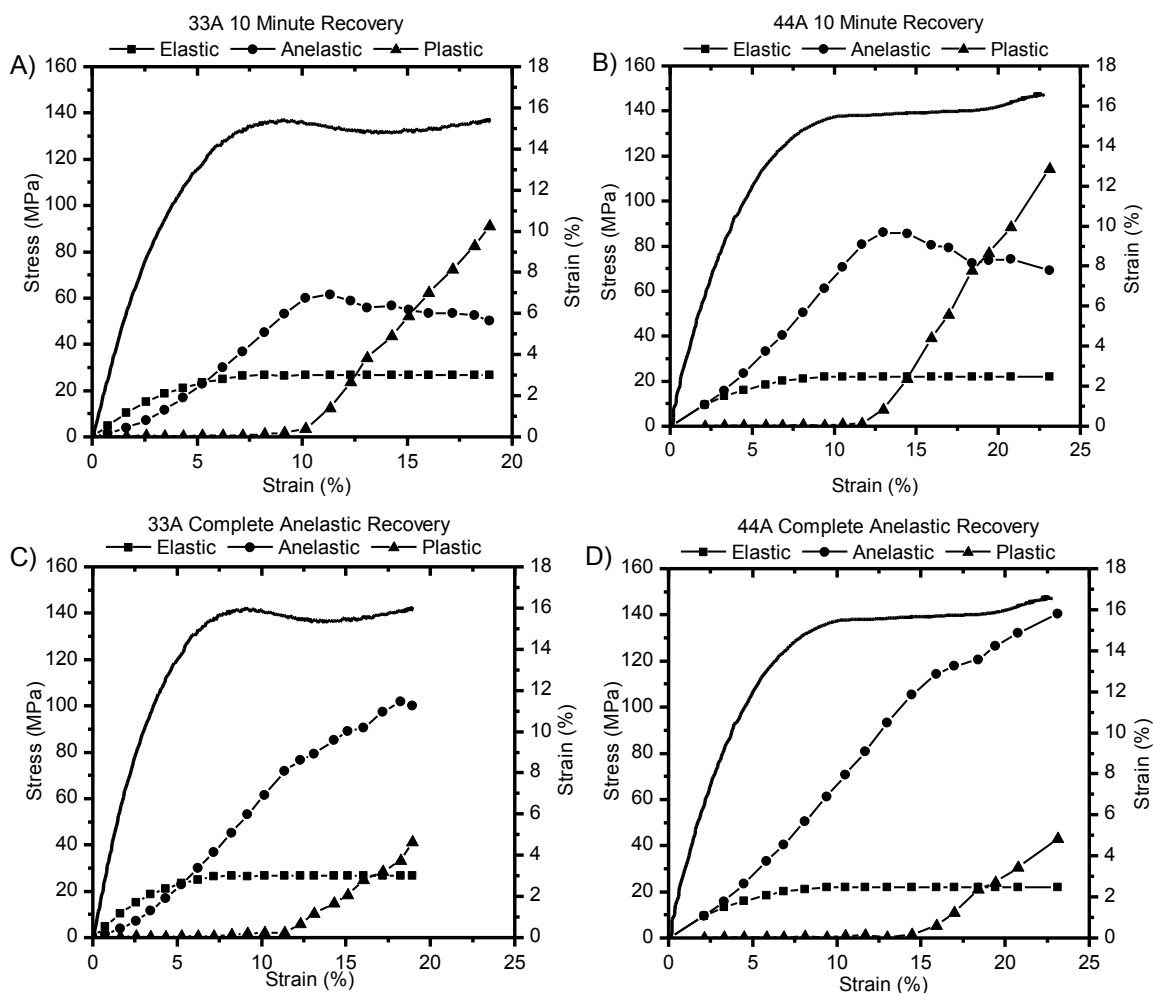 33A 10 Minute Recovery
Elastic Anelastic Plastic
A)
160
140
120
100
80
60
40
20
0
Stress (MPa)
18
16
14
12
10
8
6
4
2
0
Strain (%)
0 5 10 15 20
Strain (%)
44A 10 Minute Recovery
Elastic Anelastic Plastic
B)
160
140
120
100
80
60
40
20
0
Stress (MPa)
18
16
14
12
10
8
6
4
2
0
Strain (%)
0 5 10 15 20 25
Strain (%)
33A Complete Anelastic Recovery
Elastic Anelastic Plastic
C)
160
140
120
100
80
60
40
20
0
Stress (MPa)
18
16
14
12
10
8
6
4
2
0
Strain (%)
0 5 10 15 20 25
Strain (%)
44A Complete Anelastic Recovery
Elastic Anelastic Plastic
D)
160
140
120
100
80
60
40
20
0
Stress (MPa)
18
16
14
12
10
8
6
4
2
0
Strain (%)
0 5 10 15 20 25
Strain (%)